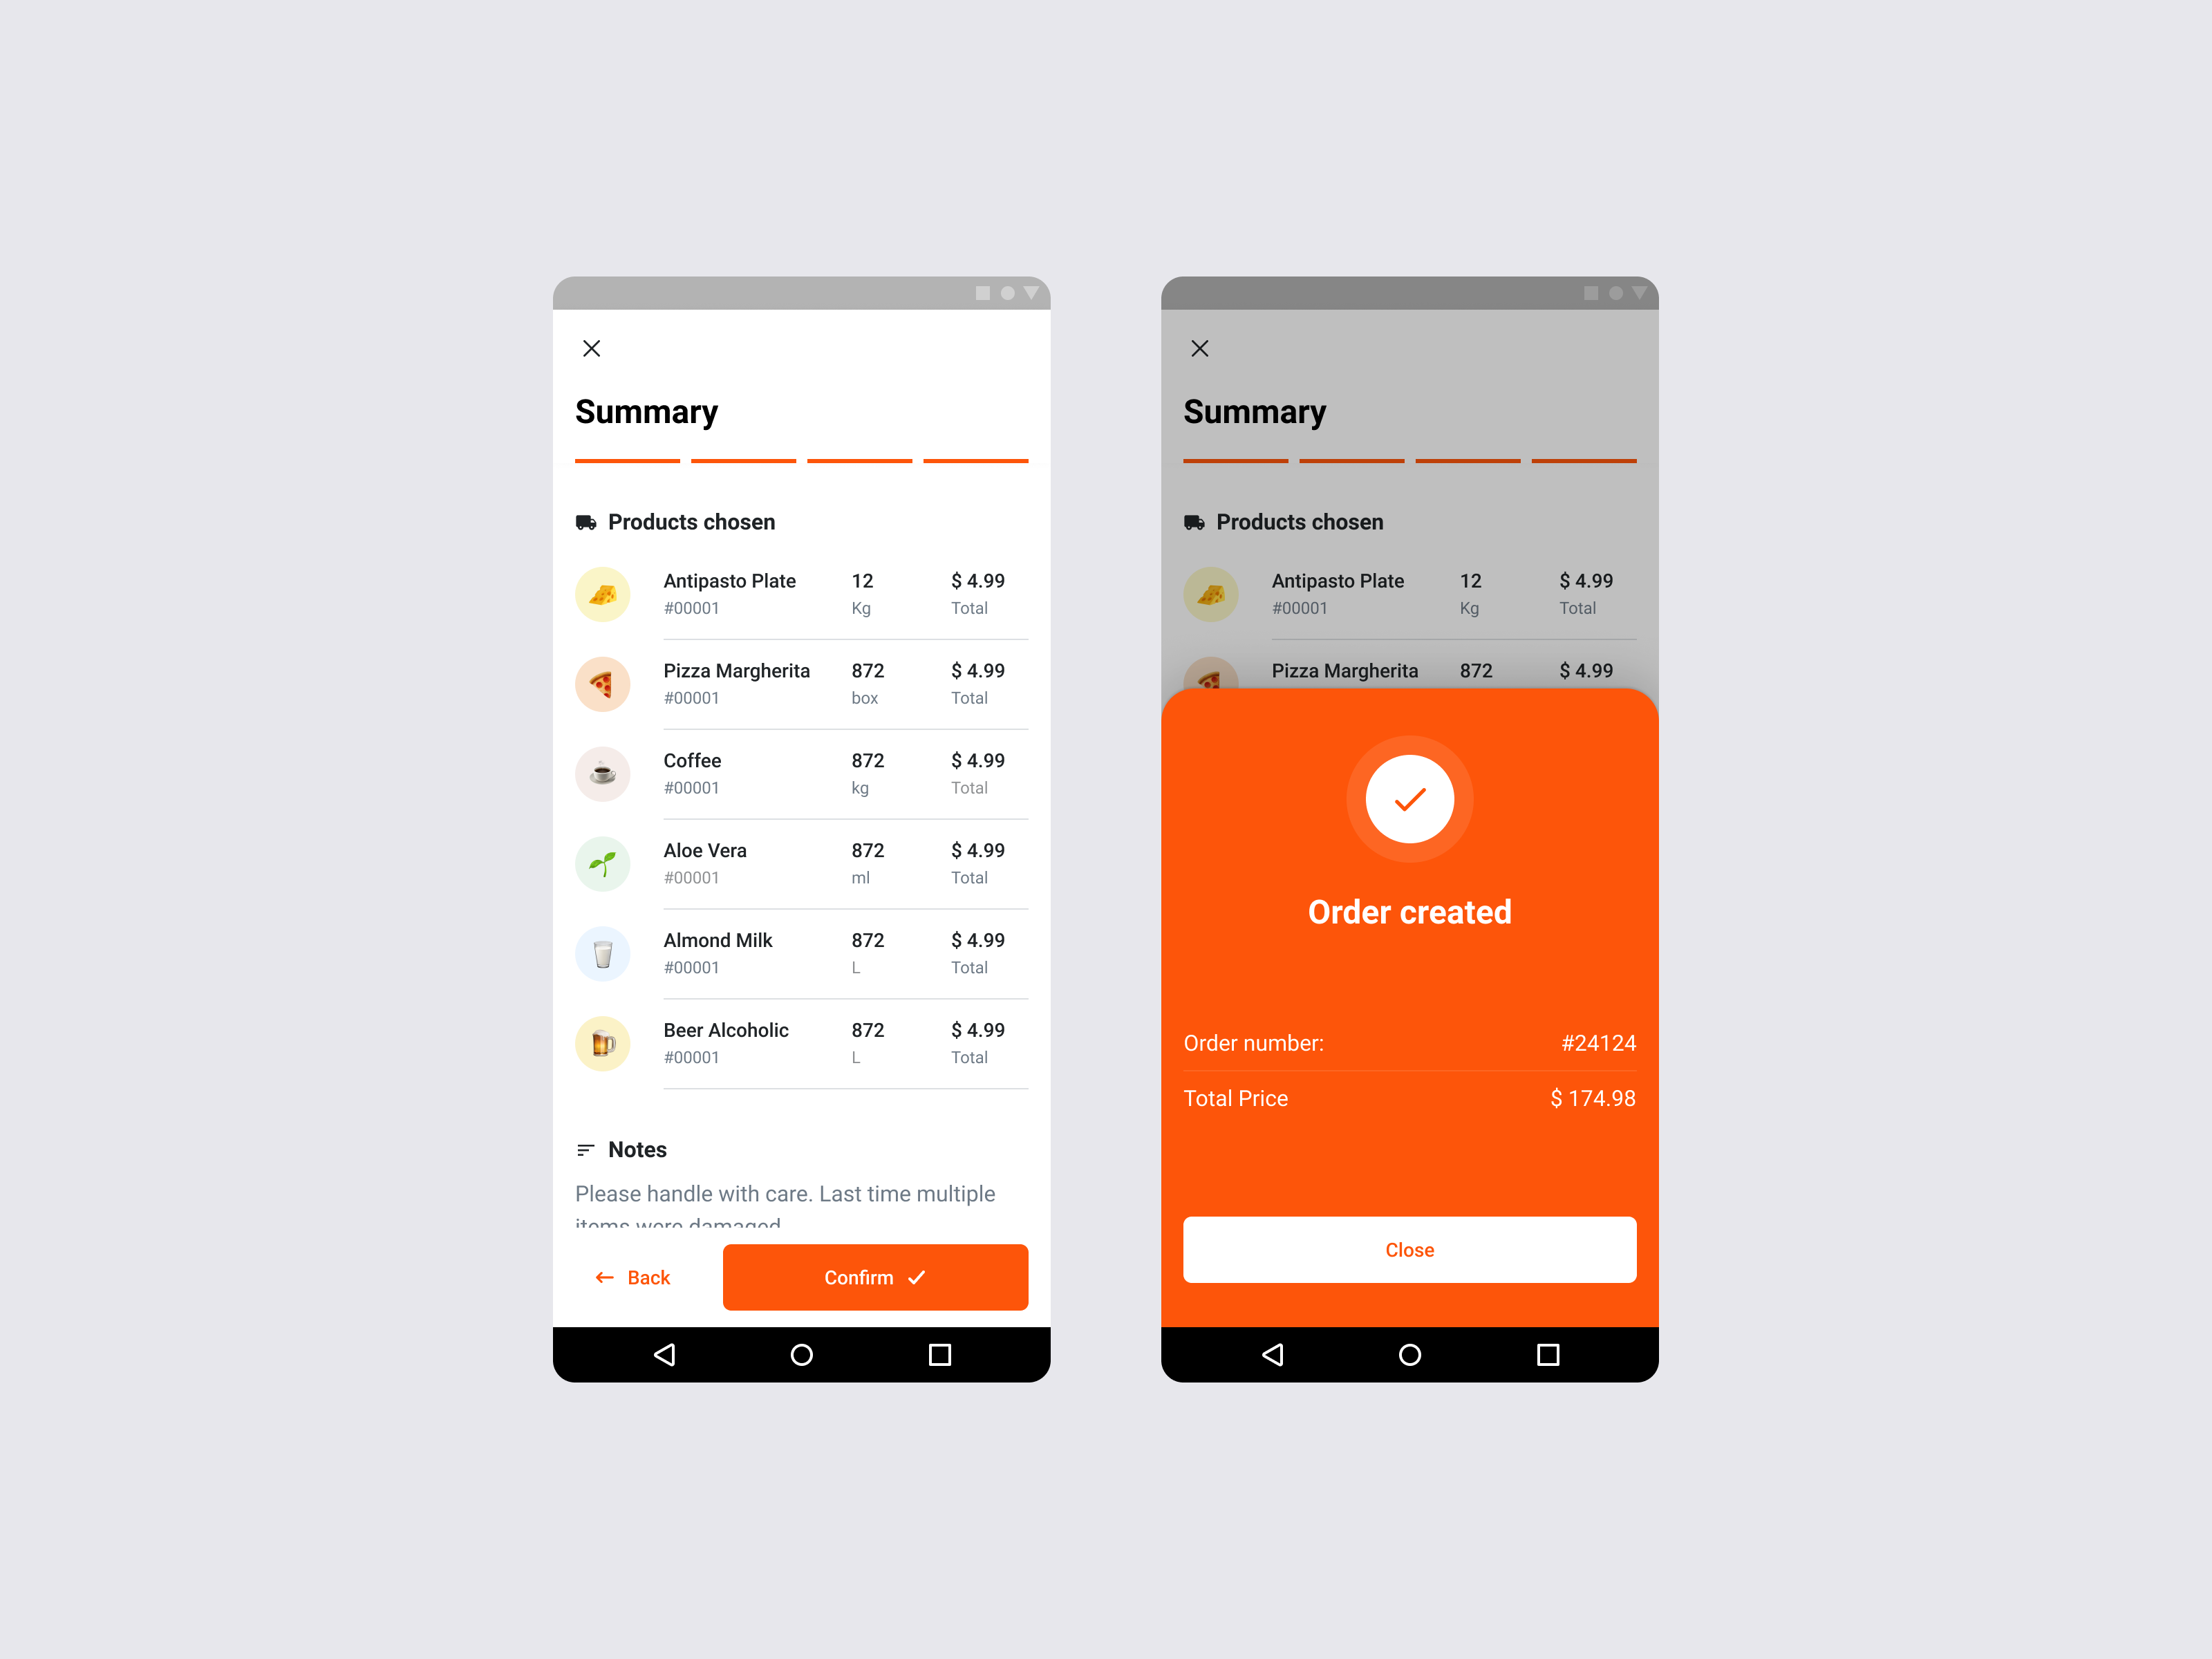 Summary
Products chosen
Antipasto Plate 12 $ 4.99
#00001 Kg Total
Pizza Margherita 872 $ 4.99
#00001 box Total
Coffee 872 $ 4.99
#00001 kg Total
Aloe Vera 872 $ 4.99
#00001 ml Total
Almond Milk 872 $ 4.99
#00001 L Total
Beer Alcoholic 872 $ 4.99
#00001 L Total
Notes
Please handle with care. Last time multiple
items were damaged
Back Confirm
Summary
Products chosen
Antipasto Plate 12 $ 4.99
#00001 Kg Total
Pizza Margherita 872 $ 4.99
Order created
Order number: #24124
Total Price $ 174.98
Close